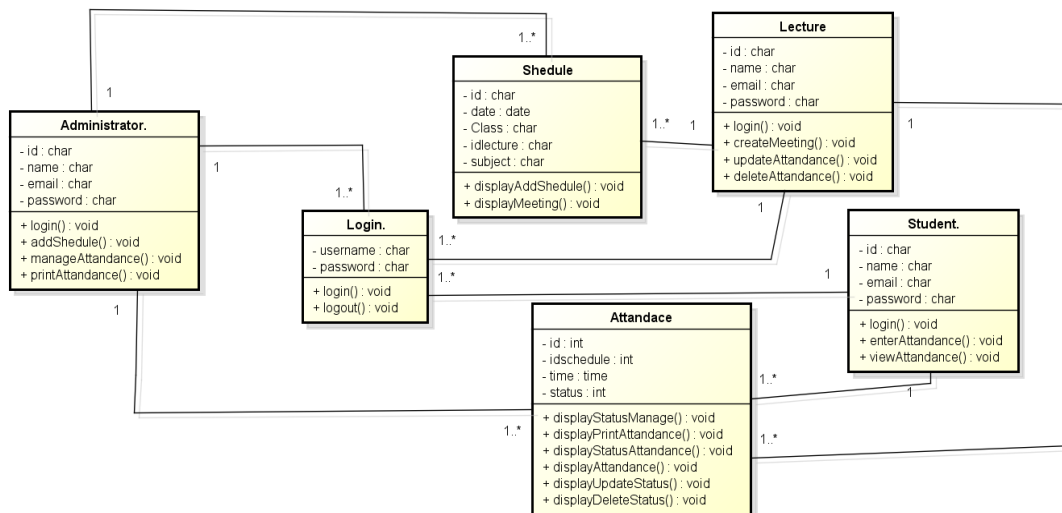 Lecture
- id : char
- name : char
- email : char
- password : char
+ login() : void
+ createMeeting() : void
+ updateAttandance() : void
+ deleteAttandance() : void
1..*
Shedule
- id : char
- date : date
- Class : char
- idlecture : char
- subject : char
+ displayAddShedule() : void
+ displayMeeting() : void
1
1..*
1
1
Administrator.
- id : char
- name : char
- email : char
- password : char
+ login() : void
+ addShedule() : void
+ manageAttandance() : void
+ printAttandance() : void
1
1..*
Login.
- username : char
- password : char
+ login() : void
+ logout() : void
1
1..*
1..*
1
Student.
- id : char
- name : char
- email : char
- password : char
+ login() : void
+ enterAttandance() : void
+ viewAttandance() : void
1
Attandace
- id : int
- idschedule : int
- time : time
- status : int
+ displayStatusManage() : void
+ displayPrintAttandance() : void
+ displayStatusAttandance() : void
+ displayAttandance() : void
+ displayUpdateStatus() : void
+ displayDeleteStatus() : void
1..*
1
1..*
1..*